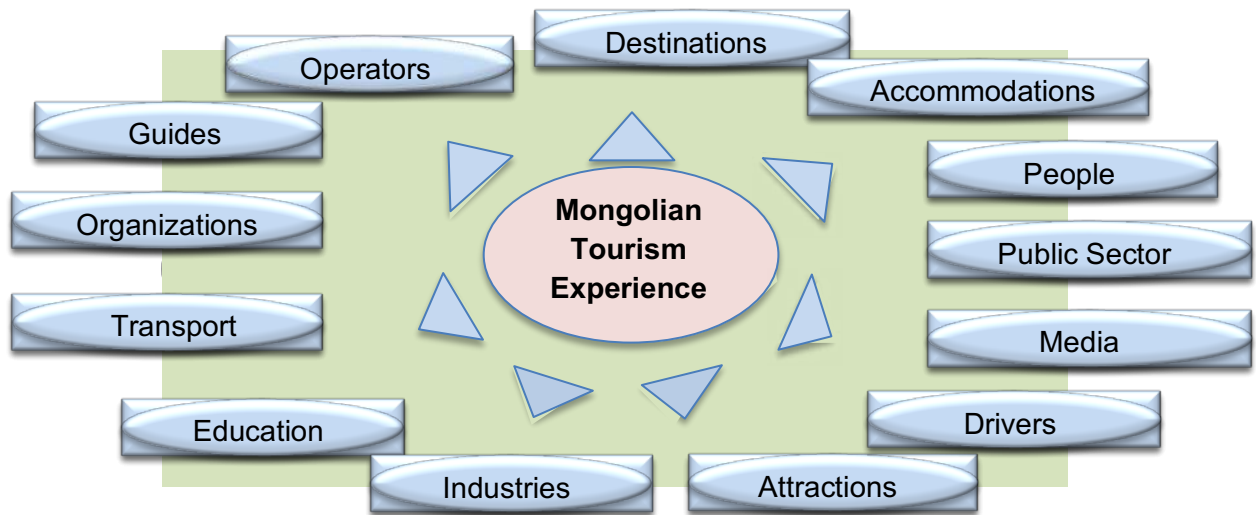 Destinations
Operators
Accommodations
Guides
People
Mongolian
Tourism
Experience
Organizations
Public Sector
Transport
Media
Education
Drivers
Industries
Attractions